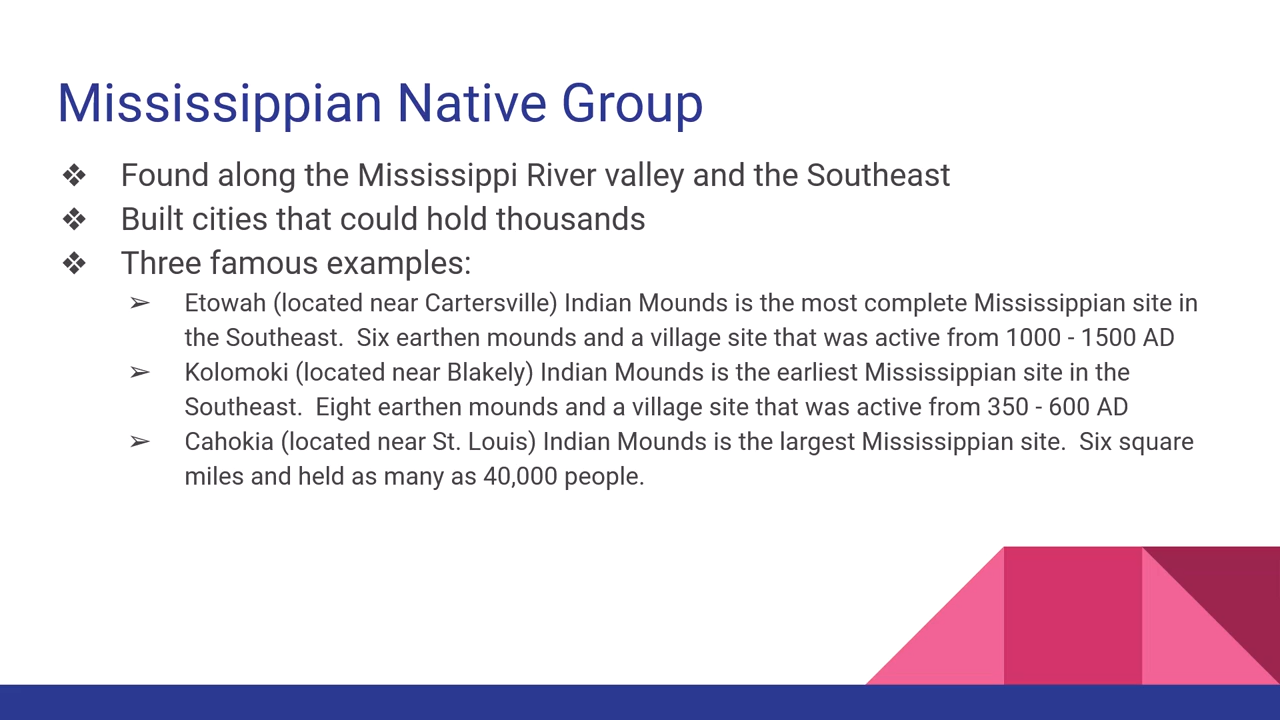 Mississippian Native Group
❖ Found along the Mississippi River valley and the Southeast
❖ Built cities that could hold thousands
❖ Three famous examples:
➢ Etowah (located near Cartersville) Indian Mounds is the most complete Mississippian site in
the Southeast.  Six earthen mounds and a village site that was active from 1000 - 1500 AD
➢ Kolomoki (located near Blakely) Indian Mounds is the earliest Mississippian site in the
Southeast.  Eight earthen mounds and a village site that was active from 350 - 600 AD
➢ Cahokia (located near St. Louis) Indian Mounds is the largest Mississippian site.  Six square
miles and held as many as 40,000 people.